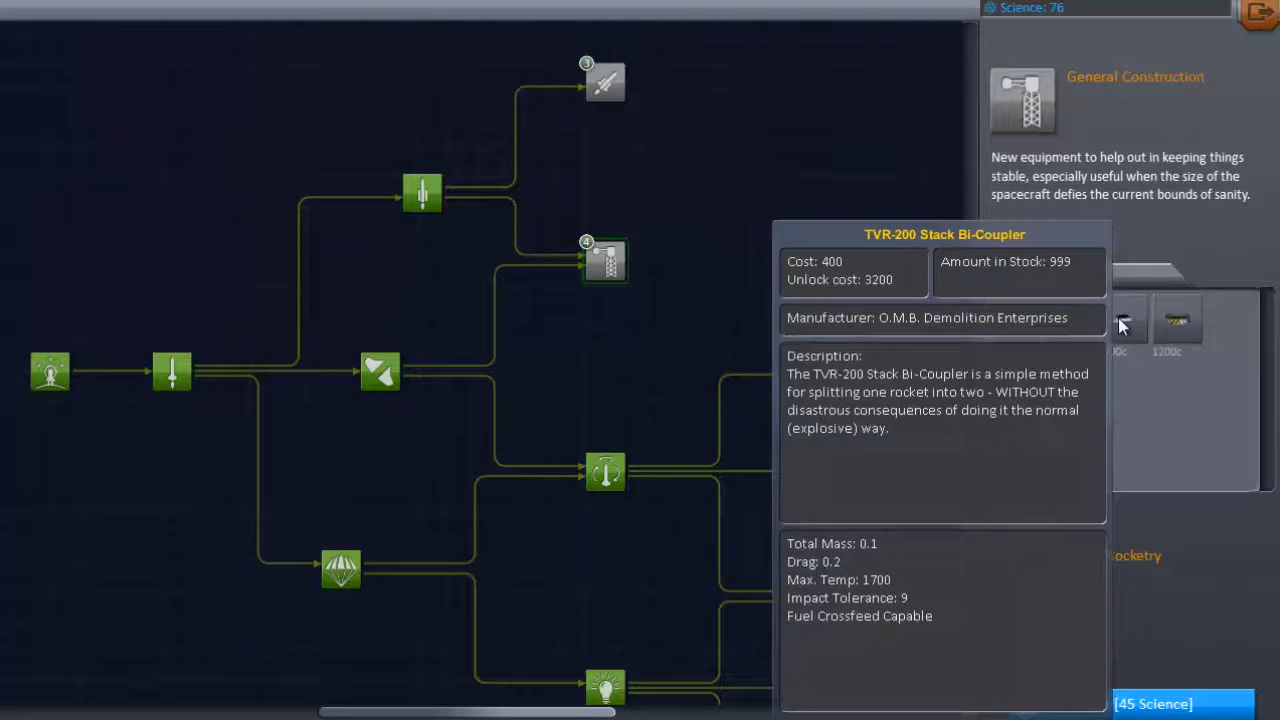 Science: 76
General Construction
New equipment to help out in keeping things
stable, especially useful when the size of the
spacecraft defies the current bounds of sanity.
3
4
TVR-200 Stack Bi-Coupler
Cost: 400
Unlock cost: 3200
Amount in Stock: 999
Manufacturer: O.M.B. Demolition Enterprises
Description:
The TVR-200 Stack Bi-Coupler is a simple method
for splitting one rocket into two - WITHOUT the
disastrous consequences of doing it the normal
(explosive) way.
Total Mass: 0.1
Drag: 0.2
Max. Temp: 1700
Impact Tolerance: 9
Fuel Crossfeed Capable
1200c
[45 Science]